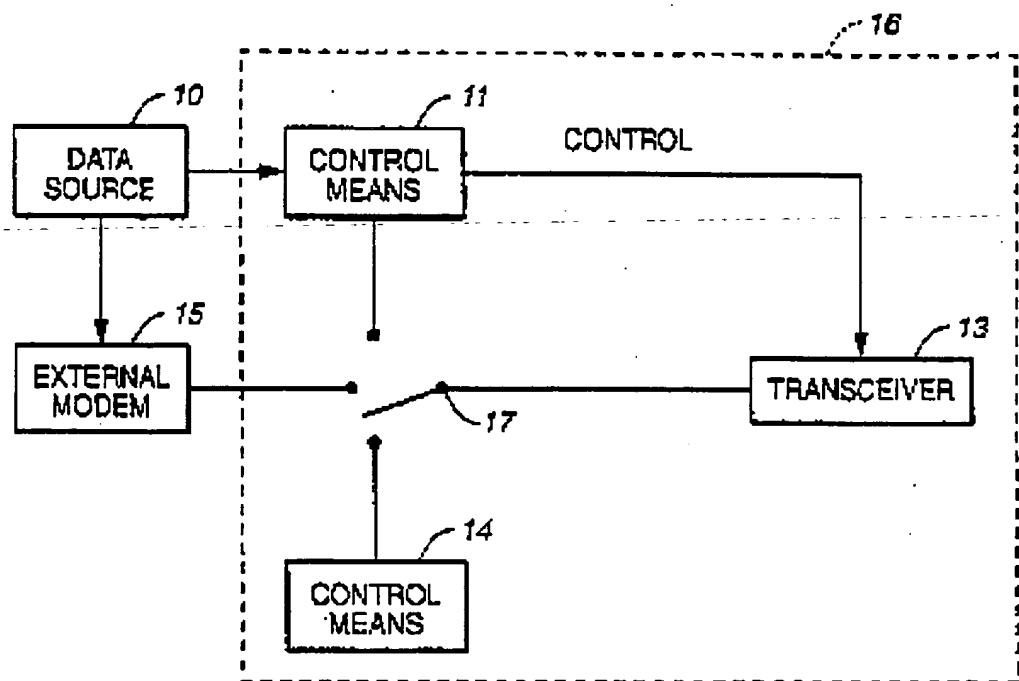 16
10
11
DATA
SOURCE
CONTROL
MEANS
CONTROL
15
13
EXTERNAL
MODEM
TRANSCEIVER
17
14
CONTROL
MEANS